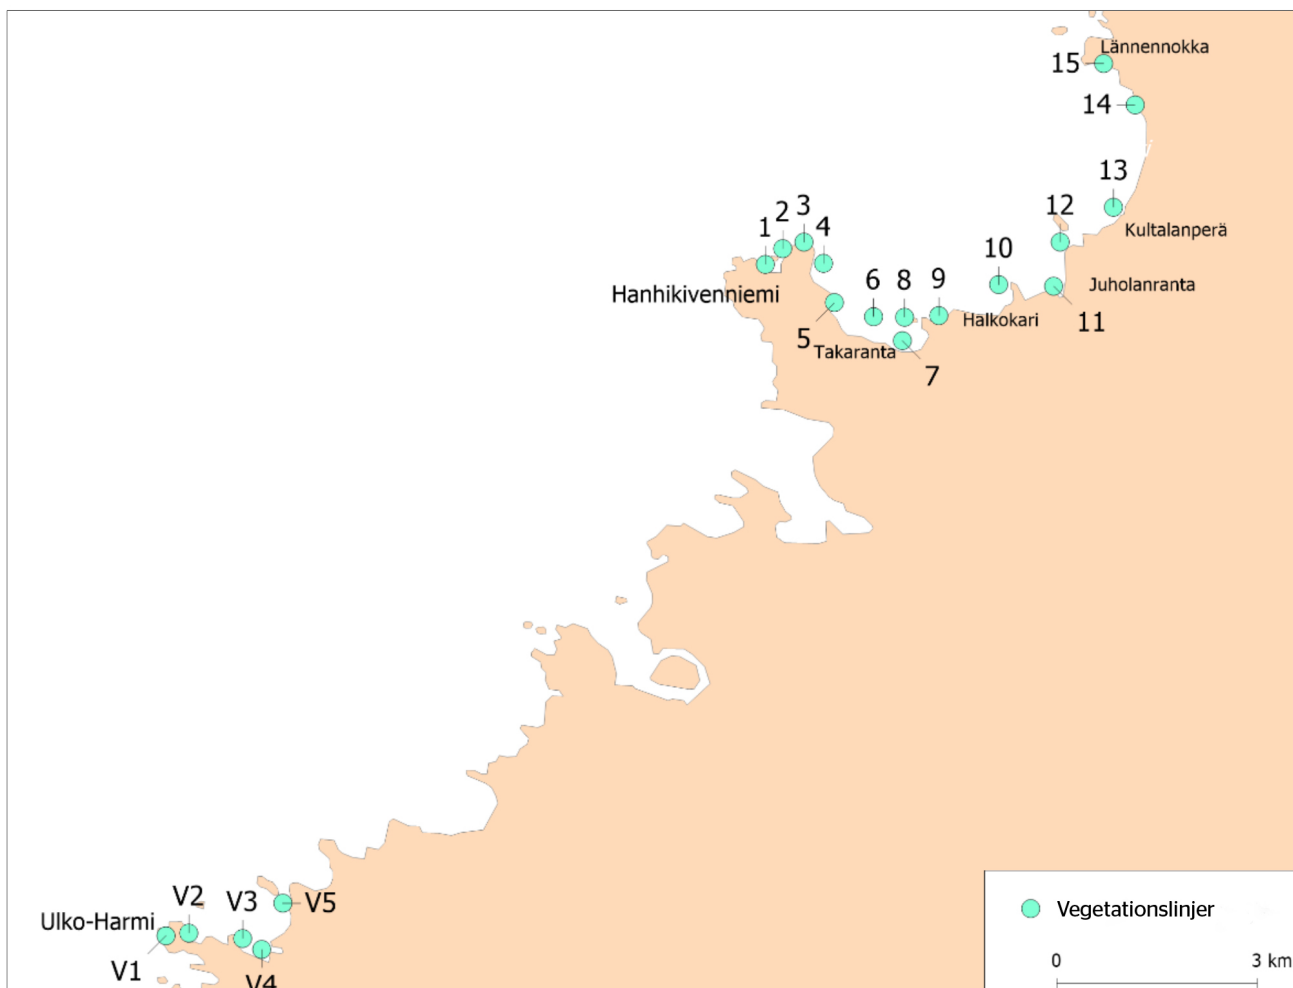 Lännennokka
15
14
13
12
Kultalanperä
3
2
4
1
10
Juholanranta
Hanhikivenniemi
6
8
9
Halkokari
11
5
Takaranta
7
V2
V3
V5
Ulko-Harmi
V1
V4
Vegetationslinjer
0
3 km